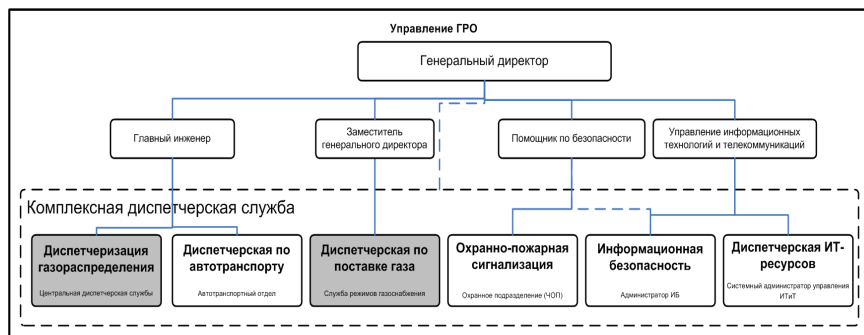 Управление ГРО
Генеральный директор
Главный инженер
Заместитель
генерального директора
Помощник по безопасности
Управление информационных
технологий и телекоммуникаций
Комплексная диспетчерская служба
Диспетчеризация
газораспределения
Центральная диспетчерская службы
Диспетчерская по
автотранспорту
Автотранспортный отдел
Диспетчерская по
поставке газа
Служба режимов газоснабжения
Охранно-пожарная
сигнализация
Охранное подразделение (ЧОП)
Информационная
безопасность
Администратор ИБ
Диспетчерская ИТ-
ресурсов
Системный администратор управления
ИТиТ